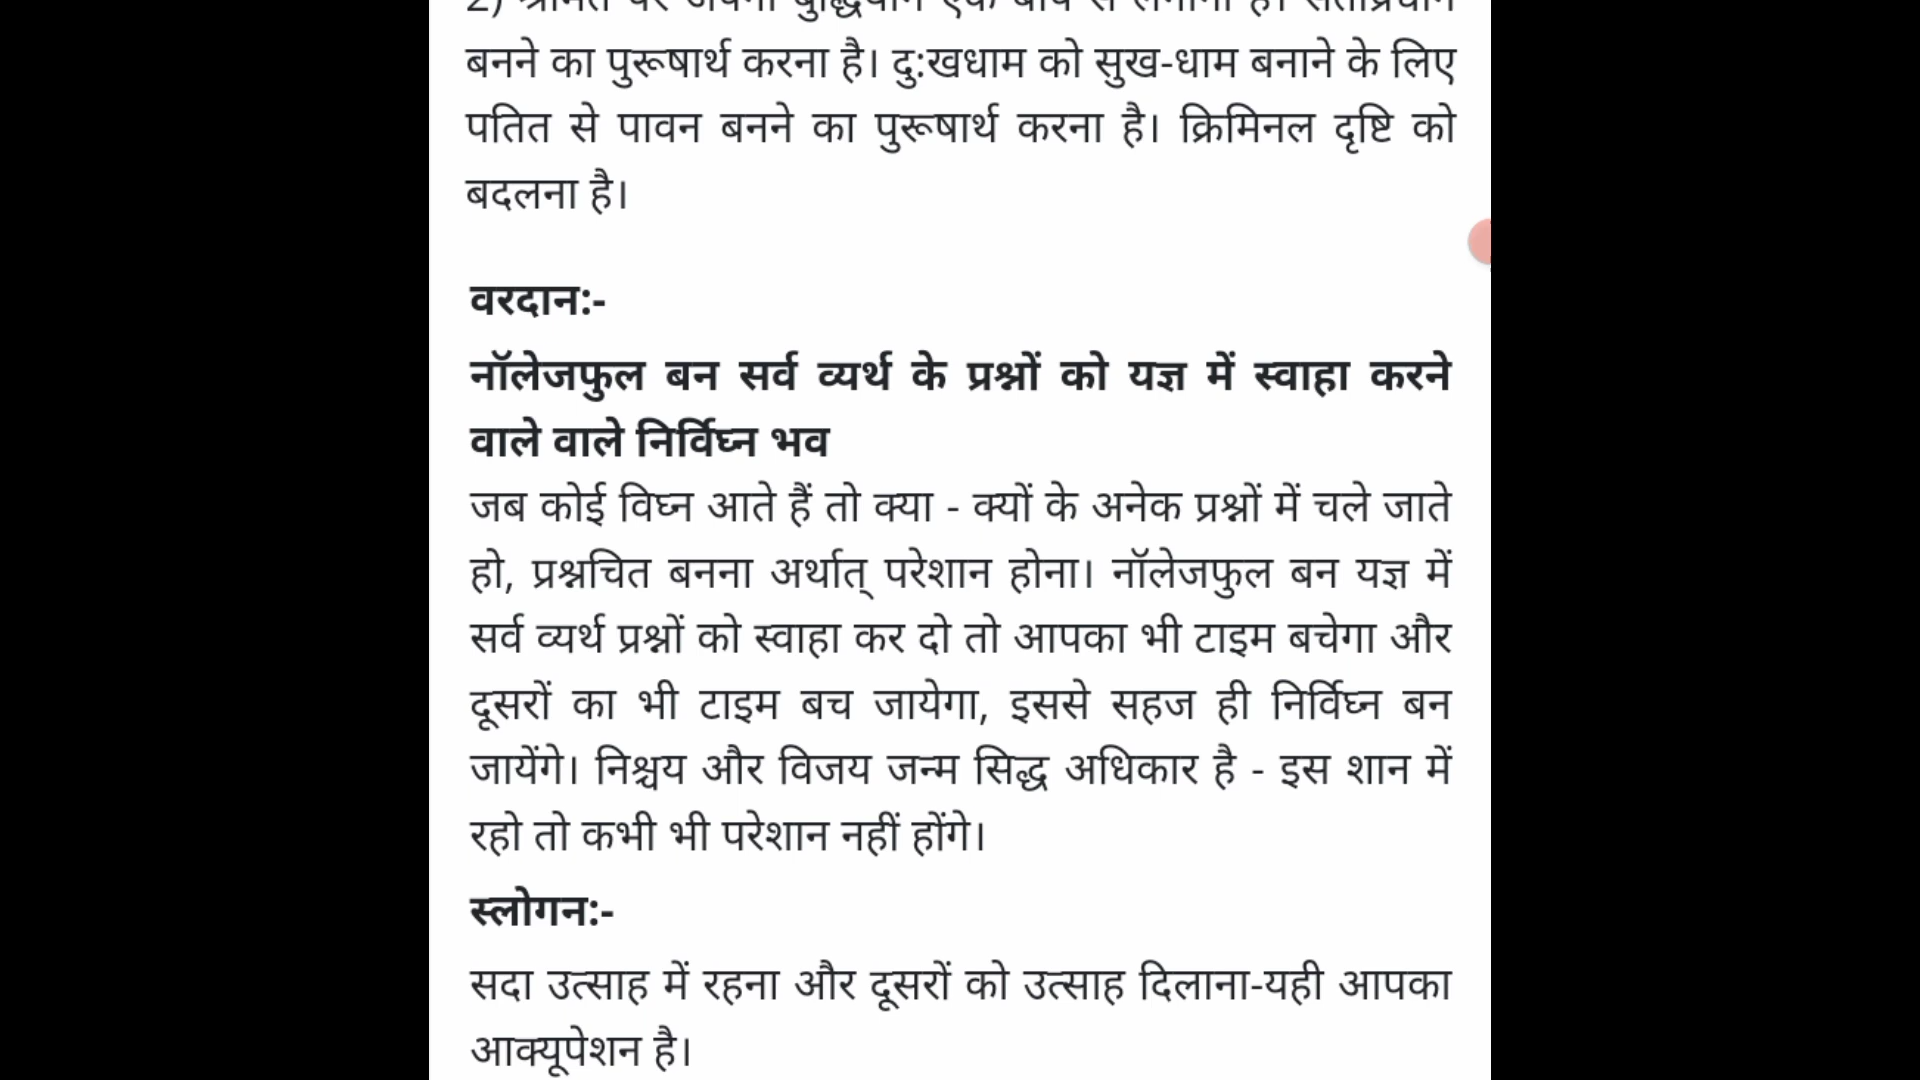 बनने का पुरूषार्थ करना है। दु:खधाम को सुख-धाम बनाने के लिए
पतित से पावन बनने का पुरूषार्थ करना है। क्रिमिनल दृष्टि को
बदलना है।
वरदान:-
नॉलेजफुल बन सर्व व्यर्थ के प्रश्नों को यज्ञ में स्वाहा करने
वाले वाले निर्विघ्न भव
जब कोई विघ्न आते हैं तो क्या - क्यों के अनेक प्रश्नों में चले जाते
हो, प्रश्नचित बनना अर्थात् परेशान होना। नॉलेजफुल बन यज्ञ में
सर्व व्यर्थ प्रश्नों को स्वाहा कर दो तो आपका भी टाइम बचेगा और
दूसरों का भी टाइम बच जायेगा, इससे सहज ही निर्विघ्न बन
जायेंगे। निश्चय और विजय जन्म सिद्ध अधिकार है - इस शान में
रहो तो कभी भी परेशान नहीं होंगे।
स्लोगन:-
सदा उत्साह में रहना और दूसरों को उत्साह दिलाना-यही आपका
आक्यूपेशन है।